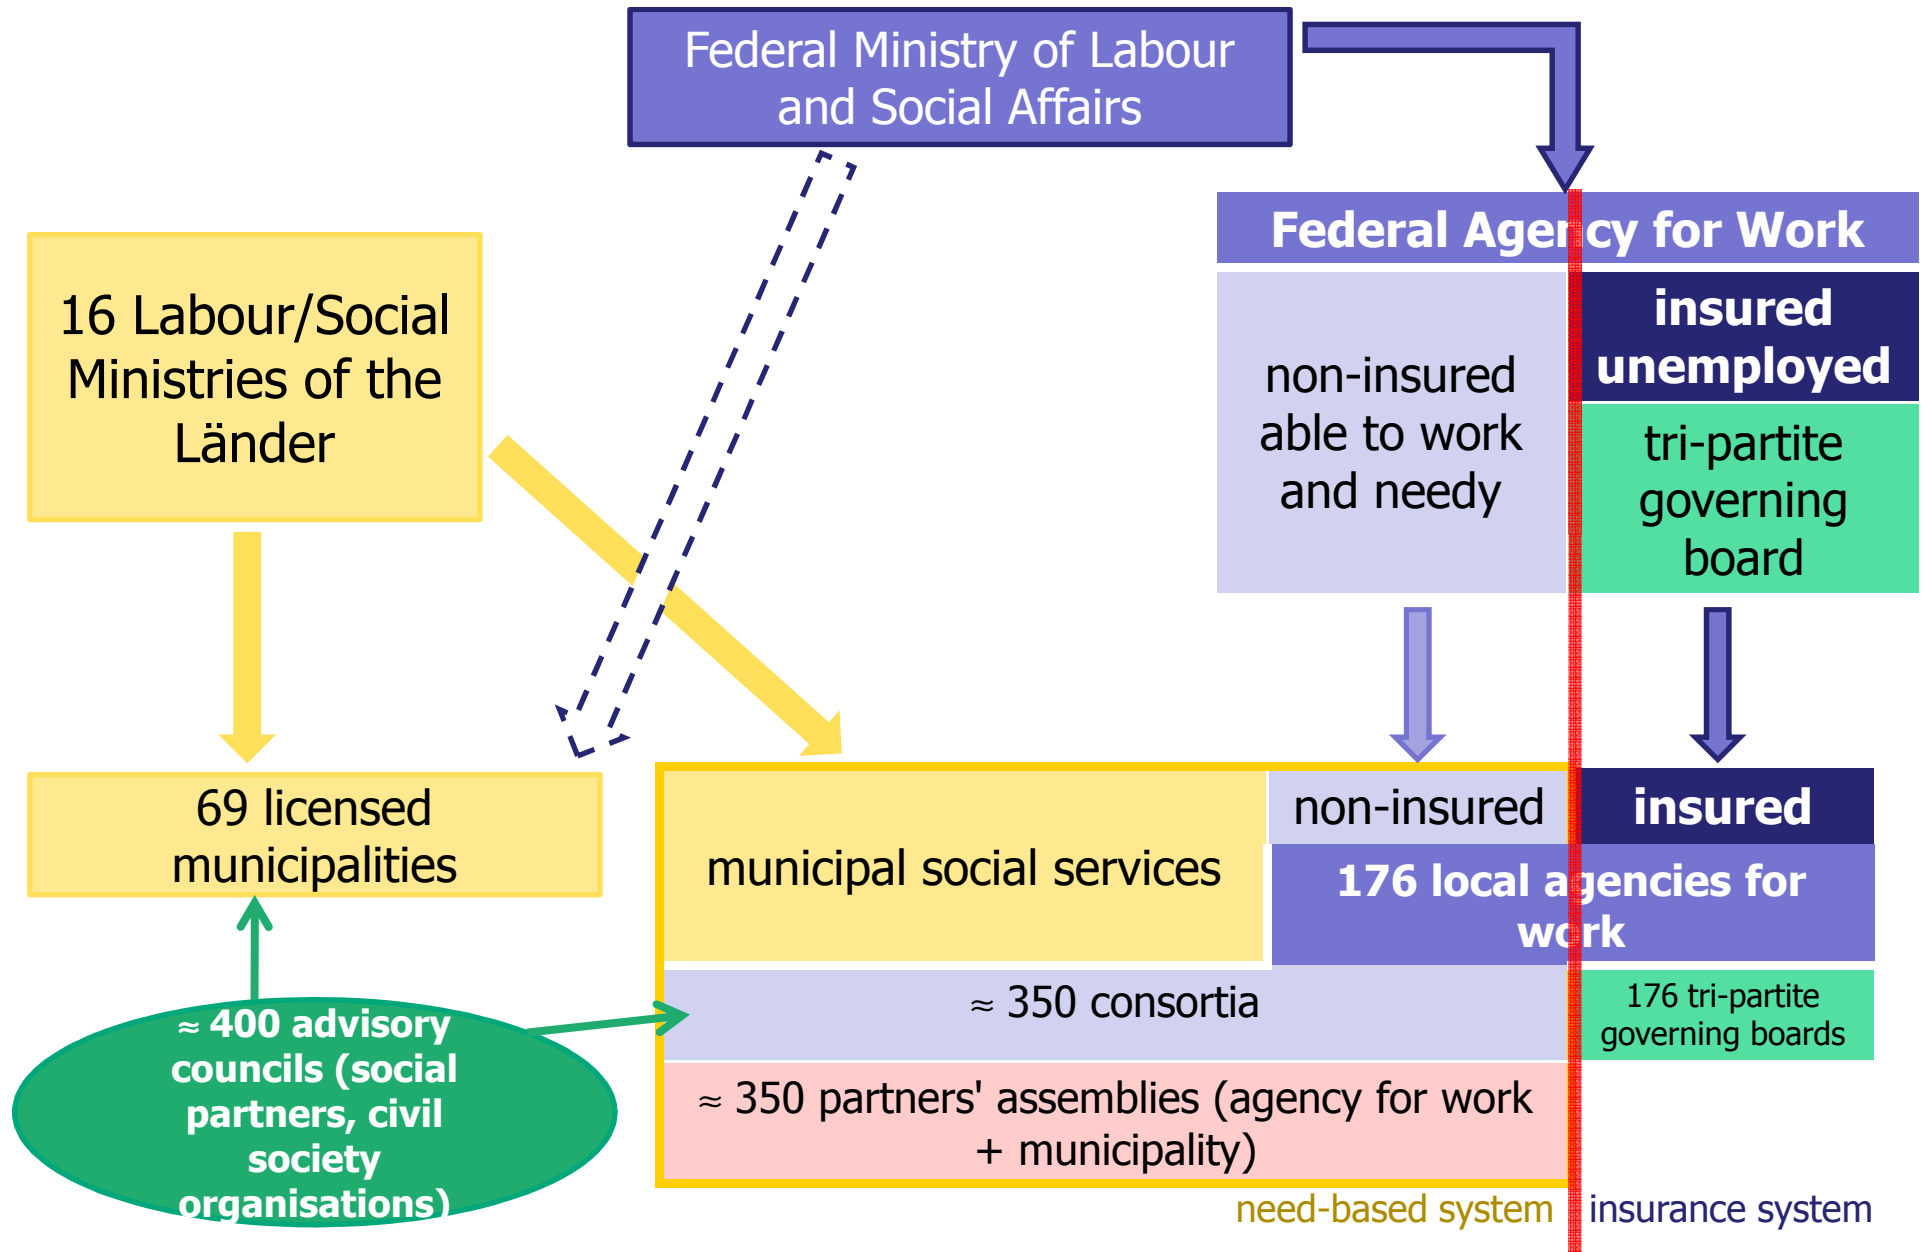 Federal Ministry of Labour
and Social Affairs
Federal Agency for Work
16 Labour/Social
Ministries of the
Länder
non-insured
able to work
and needy
insured
unemployed
tri-partite
governing
board
69 licensed
municipalities
municipal social services
non-insured
insured
176 local agencies for
work
≈ 350 consortia
176 tri-partite
governing boards
≈ 400 advisory
councils (social
partners, civil
society
organisations)
≈ 350 partners' assemblies (agency for work
+ municipality)
need-based system
insurance system